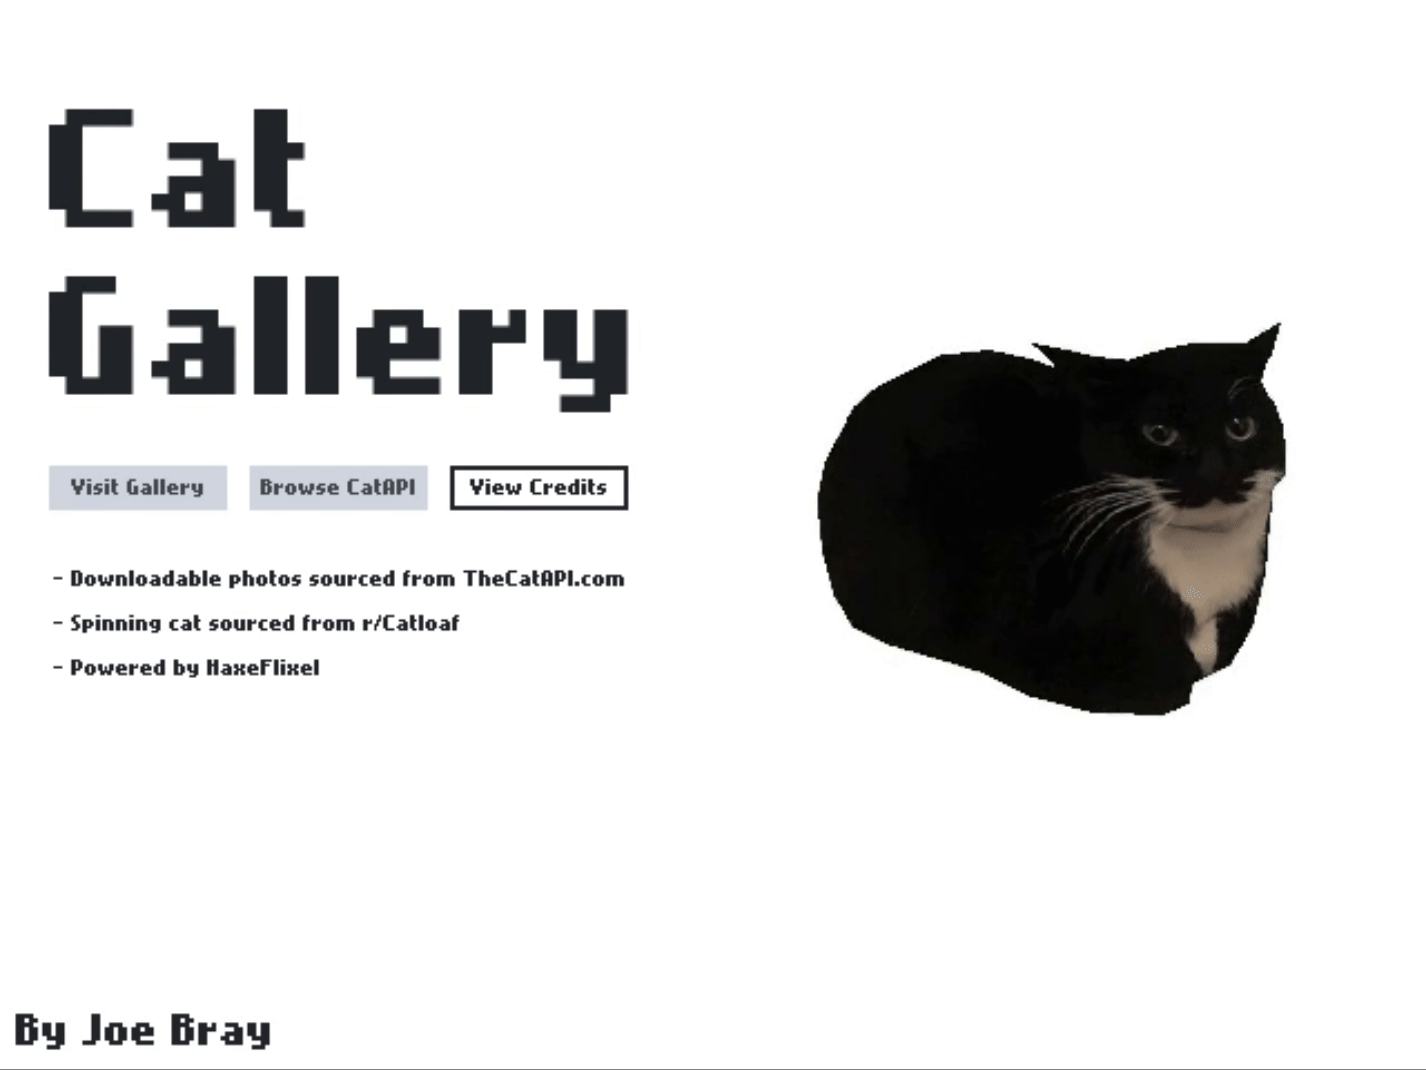 Cat
Gallery
Visit Gallery
Browse CatAPI
View Credits
- Downloadable photos sourced from TheCatAPI.com
- Spinning cat sourced from r/Catloaf
- Powered by HaxeFlixel
By Joe Bray